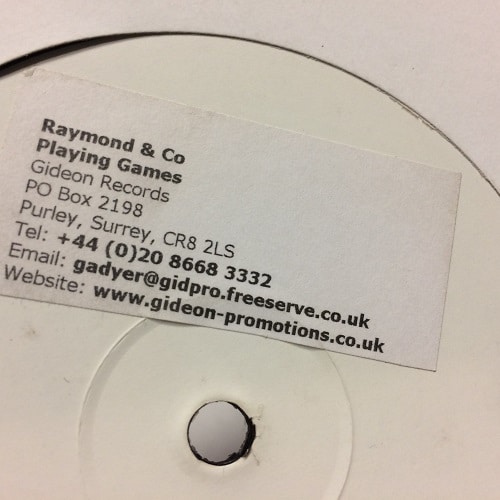 Raymond & Co
Playing Games
Gideon Records
PO Box 2198
Purley, Surrey, CR8 2LS
Tel: +44 (0)20 8668 3332
Email: gadyer@gidpro.freeserve.co.uk
Website: www.gideon-promotions.co.uk